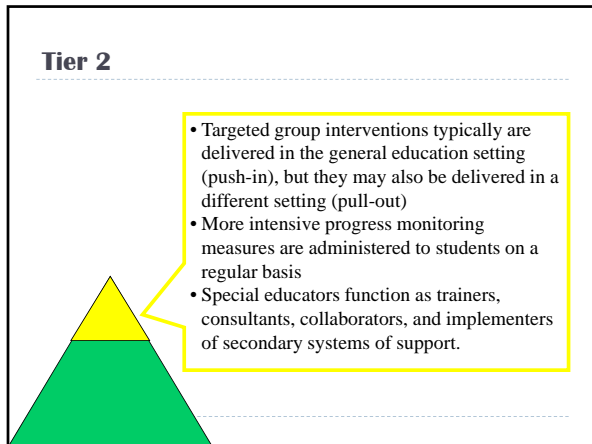 Tier 2
• Targeted group interventions typically are
delivered in the general education setting
(push-in), but they may also be delivered in a
different setting (pull-out)
• More intensive progress monitoring
measures are administered to students on a
regular basis
• Special educators function as trainers,
consultants, collaborators, and implementers
of secondary systems of support.